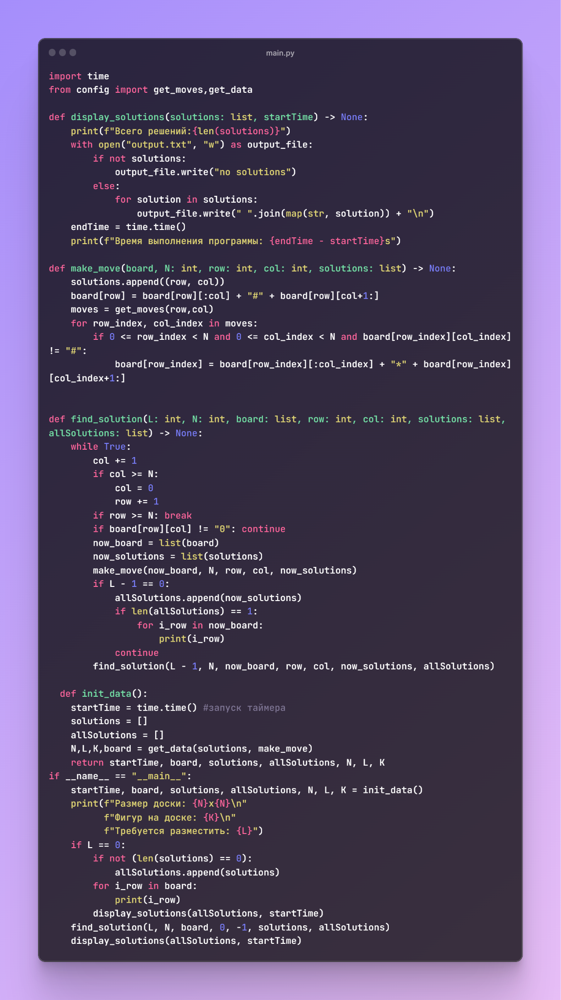 main.py
import time
from config import get_moves,get_data

def display_solutions(solutions: list, startTime) -> None:
    print(f"Всего решений:{len(solutions)}")
    with open("output.txt", "w") as output_file:
        if not solutions:
            output_file.write("no solutions")
        else:
            for solution in solutions:
                output_file.write(" ".join(map(str, solution)) + "\n")
    endTime = time.time()
    print(f"Время выполнения программы: {endTime - startTime}s")

def make_move(board, N: int, row: int, col: int, solutions: list) -> None:
    solutions.append((row, col))
    board[row] = board[row][:col] + "#" + board[row][col+1:]
    moves = get_moves(row,col)
    for row_index, col_index in moves:
        if 0 <= row_index < N and 0 <= col_index < N and board[row_index][col_index]
!= "#":
            board[row_index] = board[row_index][:col_index] + "*" + board[row_index]
[col_index+1:]


def find_solution(L: int, N: int, board: list, row: int, col: int, solutions: list,
allSolutions: list) -> None:
    while True:
        col += 1
        if col >= N:
            col = 0
            row += 1
        if row >= N: break
        if board[row][col] != "0": continue
        now_board = list(board)
        now_solutions = list(solutions)
        make_move(now_board, N, row, col, now_solutions)
        if L - 1 == 0:
            allSolutions.append(now_solutions)
            if len(allSolutions) == 1:
                for i_row in now_board:
                    print(i_row)
            continue
        find_solution(L - 1, N, now_board, row, col, now_solutions, allSolutions)

  def init_data():
    startTime = time.time() #запуск таймера
    solutions = []
    allSolutions = []
    N,L,K,board = get_data(solutions, make_move)
    return startTime, board, solutions, allSolutions, N, L, K
if __name__ == "__main__":
    startTime, board, solutions, allSolutions, N, L, K = init_data()
    print(f"Размер доски: {N}x{N}\n"
          f"Фигур на доске: {K}\n"
          f"Требуется разместить: {L}")
    if L == 0:
        if not (len(solutions) == 0):
            allSolutions.append(solutions)
        for i_row in board:
            print(i_row)
        display_solutions(allSolutions, startTime)
    find_solution(L, N, board, 0, -1, solutions, allSolutions)
    display_solutions(allSolutions, startTime)